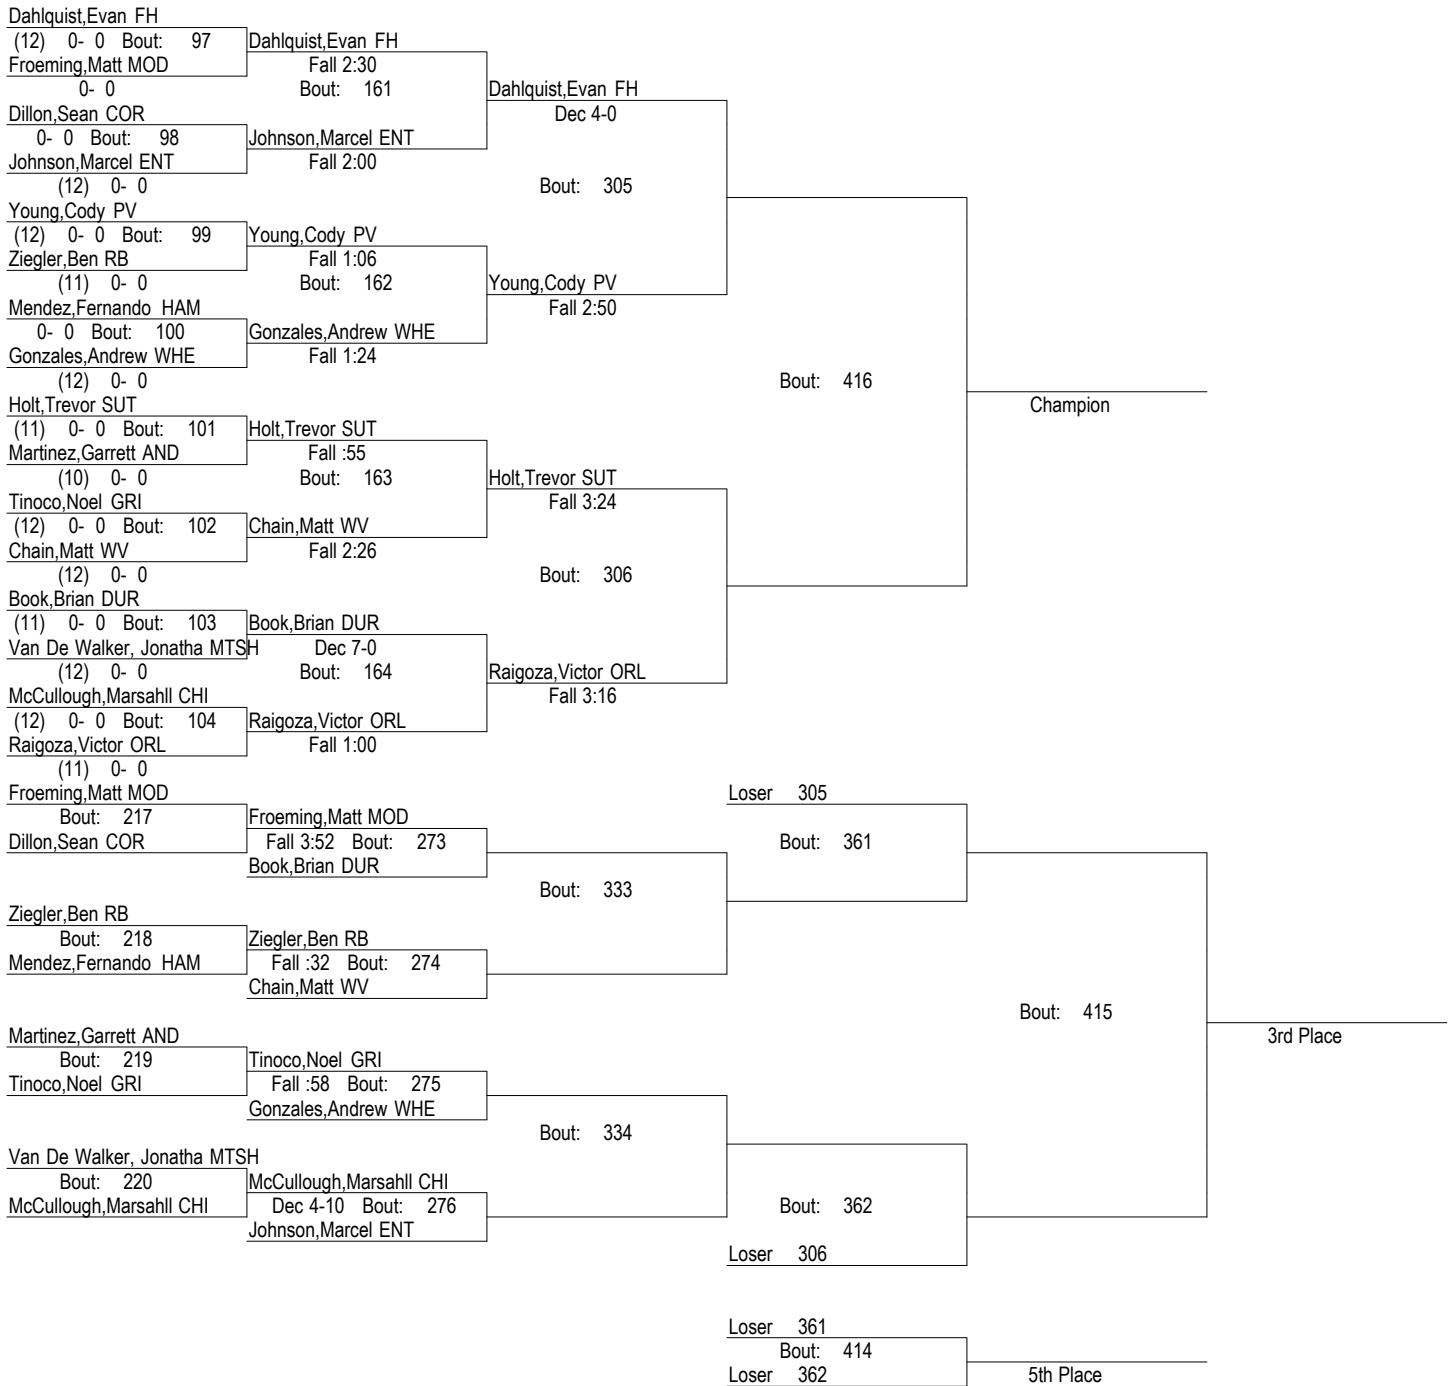 Dahlquist,Evan FH
(12) 0- 0 Bout: 97 Dahlquist,Evan FH
Froeming,Matt MOD Fall 2:30
0- 0 Bout: 161 Dahlquist,Evan FH
Dillon,Sean COR Dec 4-0
0- 0 Bout: 98 Johnson,Marcel ENT
Johnson,Marcel ENT Fall 2:00
(12) 0- 0 Bout: 305
Young,Cody PV
(12) 0- 0 Bout: 99 Young,Cody PV
Ziegler,Ben RB Fall 1:06
(11) 0- 0 Bout: 162 Young,Cody PV
Mendez,Fernando HAM Fall 2:50
0- 0 Bout: 100 Gonzales,Andrew WHE
Gonzales,Andrew WHE Fall 1:24
(12) 0- 0 Bout: 416
Holt,Trevor SUT Champion
(11) 0- 0 Bout: 101 Holt,Trevor SUT
Martinez,Garrett AND Fall :55
(10) 0- 0 Bout: 163 Holt,Trevor SUT
Tinoco,Noel GRI Fall 3:24
(12) 0- 0 Bout: 102 Chain,Matt WV
Chain,Matt WV Fall 2:26
(12) 0- 0 Bout: 306
Book,Brian DUR
(11) 0- 0 Bout: 103 Book,Brian DUR
Van De Walker, Jonatha MTSH Dec 7-0
(12) 0- 0 Bout: 164 Raigoza,Victor ORL
McCullough,Marsahll CHI Fall 3:16
(12) 0- 0 Bout: 104 Raigoza,Victor ORL
Raigoza,Victor ORL Fall 1:00
(11) 0- 0
Froeming,Matt MOD Loser 305
Bout: 217 Froeming,Matt MOD
Dillon,Sean COR Fall 3:52 Bout: 273 Bout: 361
Book,Brian DUR
Bout: 333
Ziegler,Ben RB
Bout: 218 Ziegler,Ben RB
Mendez,Fernando HAM Fall :32 Bout: 274
Chain,Matt WV
Bout: 415
Martinez,Garrett AND 3rd Place
Bout: 219 Tinoco,Noel GRI
Tinoco,Noel GRI Fall :58 Bout: 275
Gonzales,Andrew WHE
Bout: 334
Van De Walker, Jonatha MTSH
Bout: 220 McCullough,Marsahll CHI
McCullough,Marsahll CHI Dec 4-10 Bout: 276 Bout: 362
Johnson,Marcel ENT
Loser 306
Loser 361
Bout: 414
Loser 362 5th Place